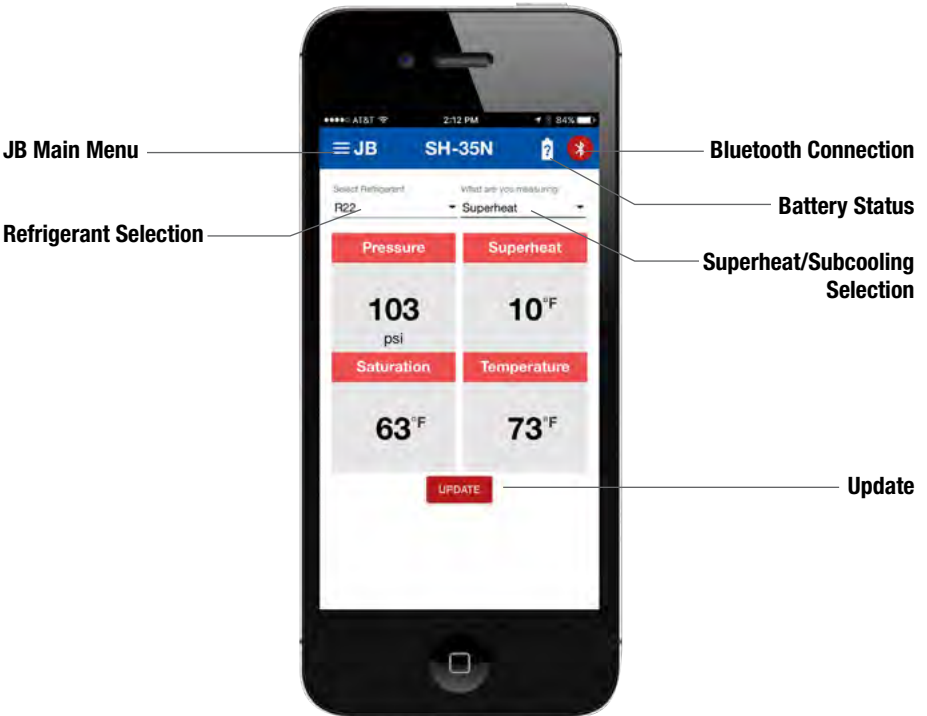 AT&T 2:12 PM 84%
JB Main Menu
JB SH-35N ?
Bluetooth Connection
Battery Status
Select Refrigerant What are you measuring
R22 Superheat
Refrigerant Selection
Superheat/Subcooling
Selection
Pressure Superheat
103 10°F
psi
Saturation Temperature
63°F 73°F
UPDATE
Update